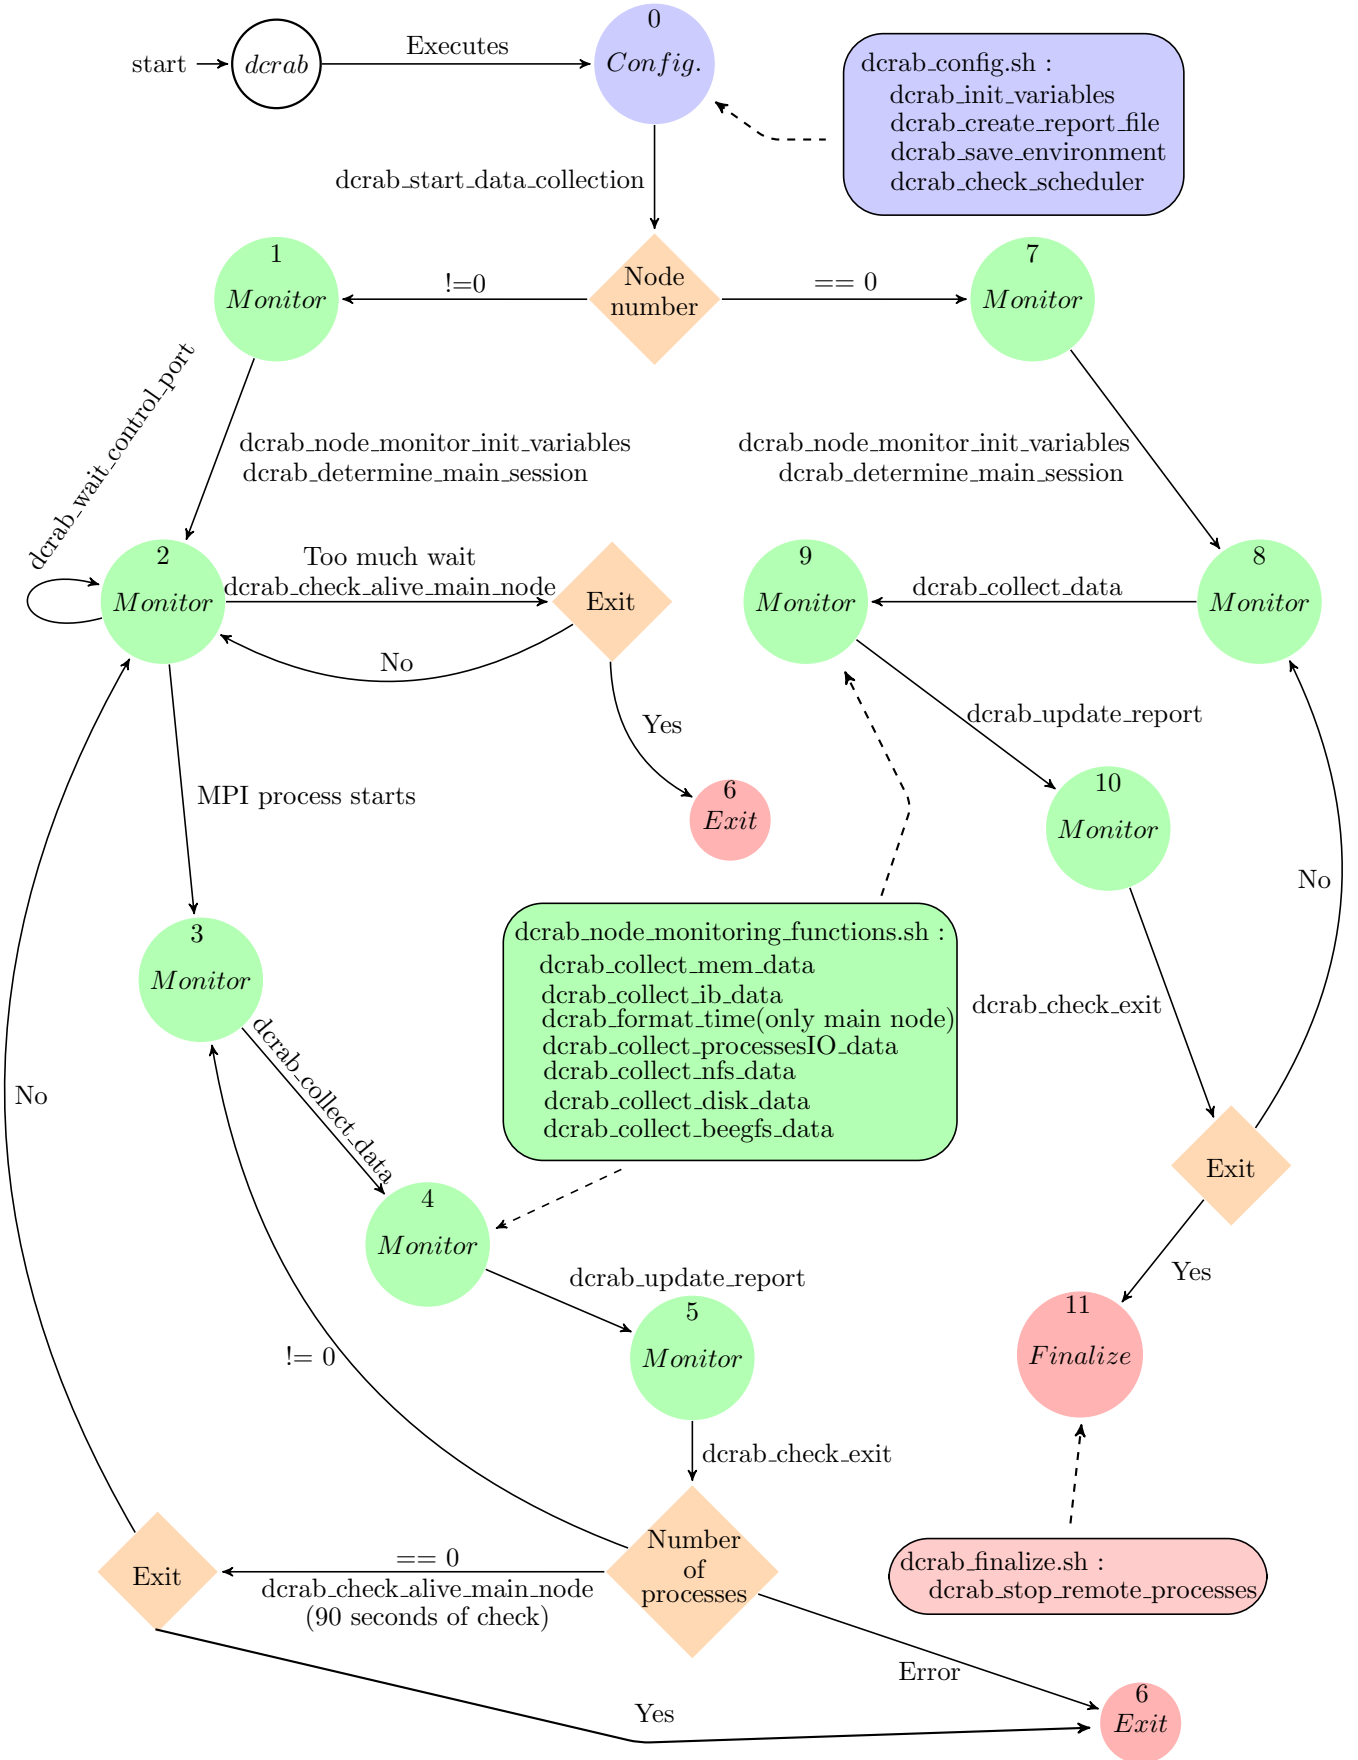 start
dcrab
Executes
0
Config.
dcrab_config.sh :
dcrab_init_variables
dcrab_create_report_file
dcrab_save_environment
dcrab_check_scheduler
dcrab_start_data_collection
1
Monitor
!=0
Node
number
== 0
7
Monitor
dcrab_wait_control_port
dcrab_node_monitor_init_variables
dcrab_determine_main_session
dcrab_node_monitor_init_variables
dcrab_determine_main_session
2
Monitor
Too much wait
dcrab_check_alive_main_node
Exit
9
Monitor
dcrab_collect_data
8
Monitor
No
Yes
dcrab_update_report
MPI process starts
6
Exit
10
Monitor
No
3
Monitor
dcrab_node_monitoring_functions.sh :
dcrab_collect_mem_data
dcrab_collect_ib_data
dcrab_format_time(only main node)
dcrab_collect_processesIO_data
dcrab_collect_nfs_data
dcrab_collect_disk_data
dcrab_collect_beegfs_data
dcrab_check_exit
No
dcrab_collect_data
Exit
4
Monitor
dcrab_update_report
Yes
5
Monitor
11
Finalize
!= 0
dcrab_check_exit
Number
of
processes
== 0
dcrab_check_alive_main_node
(90 seconds of check)
Exit
dcrab_finalize.sh :
dcrab_stop_remote_processes
Error
Yes
6
Exit